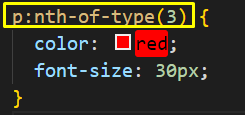 p:nth-of-type(3) {
color: red;
font-size: 30px;
}